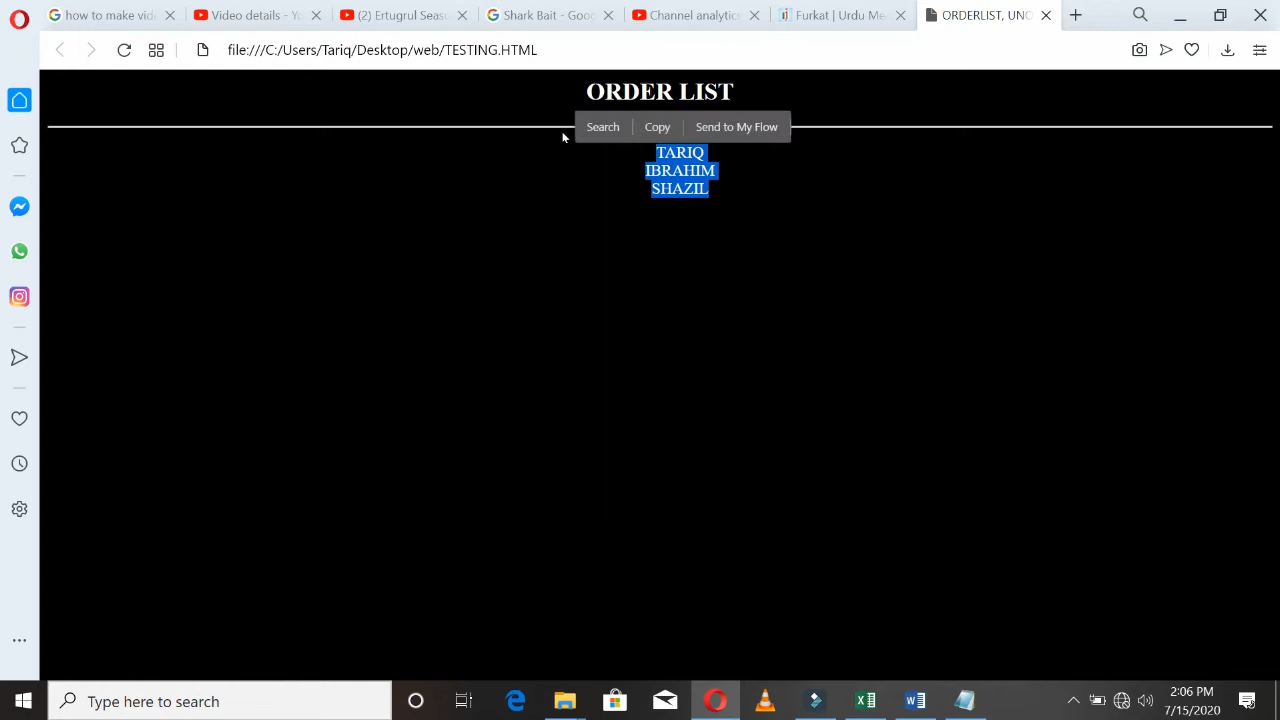 how to make vid
Video details - Yo
(2) Ertugrul Seas
Shark Bait - Goo
Channel analytic
Furkat | Urdu Me
ORDERLIST, UNO
file:///C:/Users/Tariq/Desktop/web/TESTING.HTML
ORDER LIST
Search
Copy
Send to My Flow
TARIQ
IBRAHIM
SHAZIL
Type here to search
2:06 PM
7/15/2020